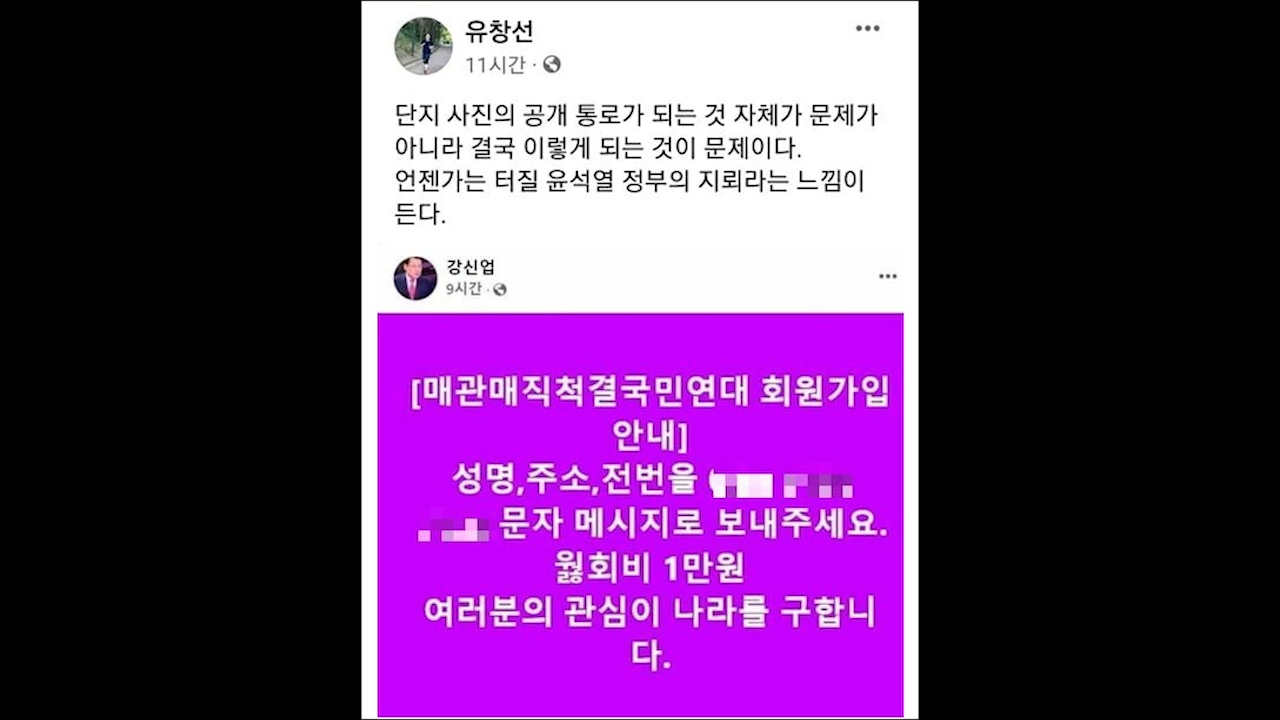 유창선
11시간 ·
단지 사진의 공개 통로가 되는 것 자체가 문제가
아니라 결국 이렇게 되는 것이 문제이다.
언젠가는 터질 윤석열 정부의 지뢰라는 느낌이
든다.
강신업
9시간 ·
[매관매직척결국민연대 회원가입
안내]
성명,주소,전번을
문자 메시지로 보내주세요.
월회비 1만원
여러분의 관심이 나라를 구합니
다.